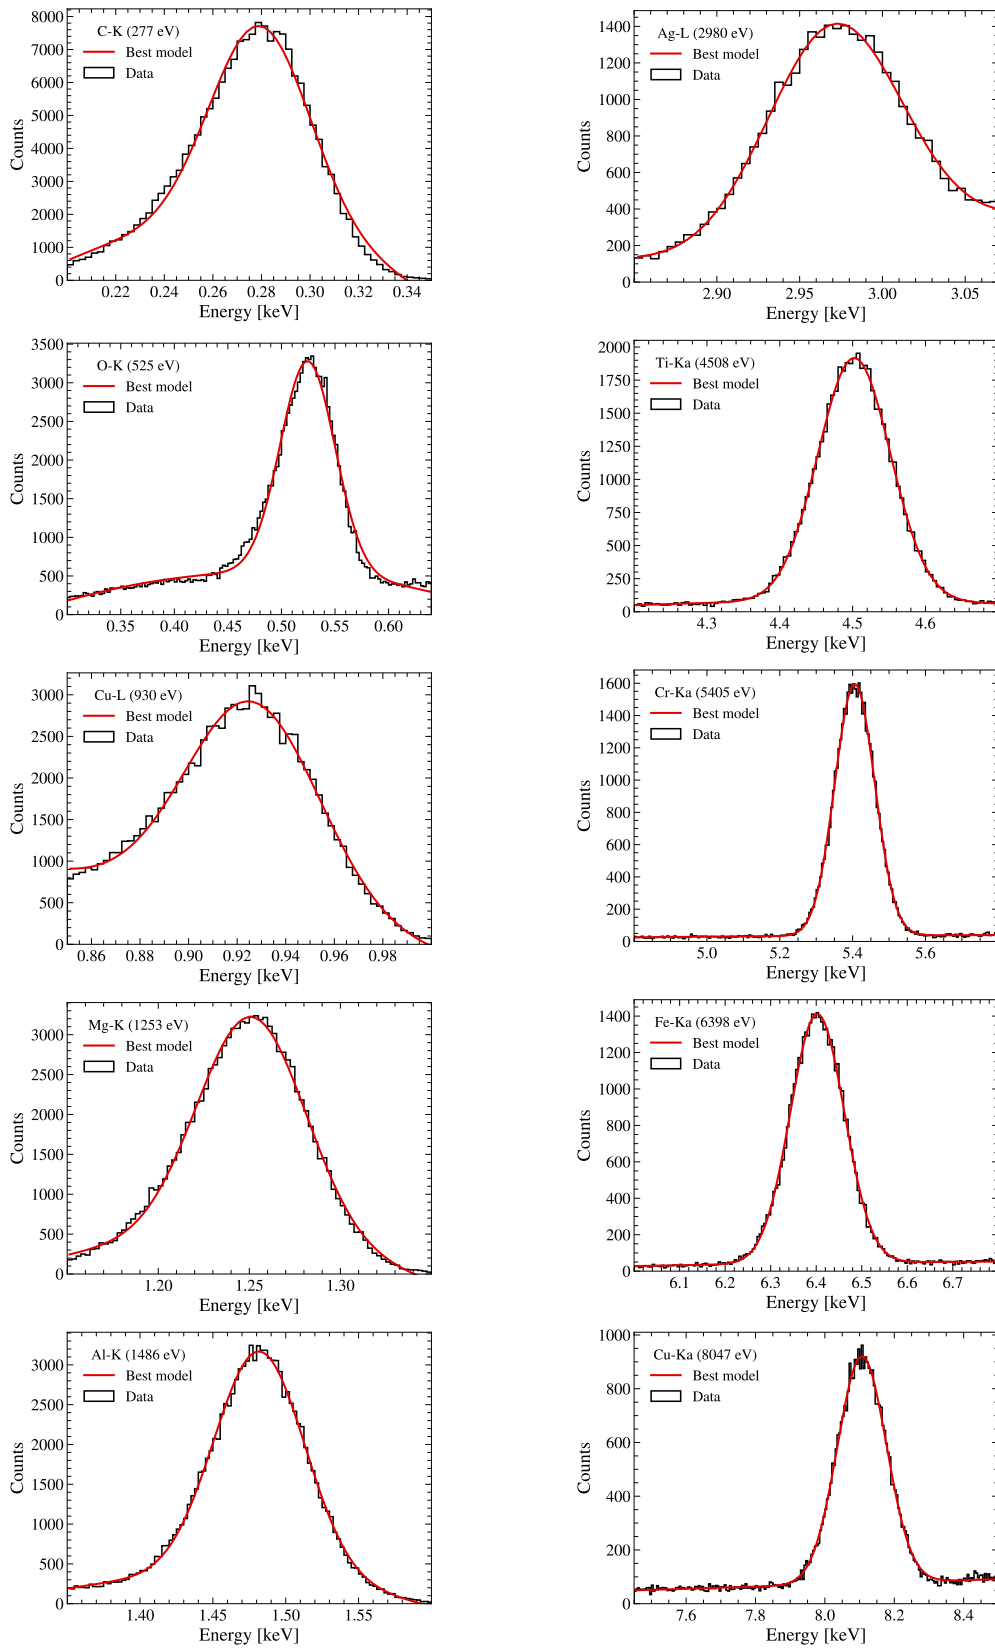 C-K (277 eV)
Best model
Data
Counts
0
1000
2000
3000
4000
5000
6000
7000
8000
0.22 0.24 0.26 0.28 0.30 0.32 0.34
Energy [keV]
Ag-L (2980 eV)
Best model
Data
Counts
0
200
400
600
800
1000
1200
1400
2.90 2.95 3.00 3.05
Energy [keV]
O-K (525 eV)
Best model
Data
Counts
0
500
1000
1500
2000
2500
3000
3500
0.35 0.40 0.45 0.50 0.55 0.60
Energy [keV]
Ti-Ka (4508 eV)
Best model
Data
Counts
0
250
500
750
1000
1250
1500
1750
2000
4.3 4.4 4.5 4.6
Energy [keV]
Cu-L (930 eV)
Best model
Data
Counts
0
500
1000
1500
2000
2500
3000
0.86 0.88 0.90 0.92 0.94 0.96 0.98
Energy [keV]
Cr-Ka (5405 eV)
Best model
Data
Counts
0
200
400
600
800
1000
1200
1400
1600
5.0 5.2 5.4 5.6
Energy [keV]
Mg-K (1253 eV)
Best model
Data
Counts
0
500
1000
1500
2000
2500
3000
1.20 1.25 1.30
Energy [keV]
Fe-Ka (6398 eV)
Best model
Data
Counts
0
200
400
600
800
1000
1200
1400
6.1 6.2 6.3 6.4 6.5 6.6 6.7
Energy [keV]
Al-K (1486 eV)
Best model
Data
Counts
0
500
1000
1500
2000
2500
3000
1.40 1.45 1.50 1.55
Energy [keV]
Cu-Ka (8047 eV)
Best model
Data
Counts
0
200
400
600
800
1000
7.6 7.8 8.0 8.2 8.4
Energy [keV]